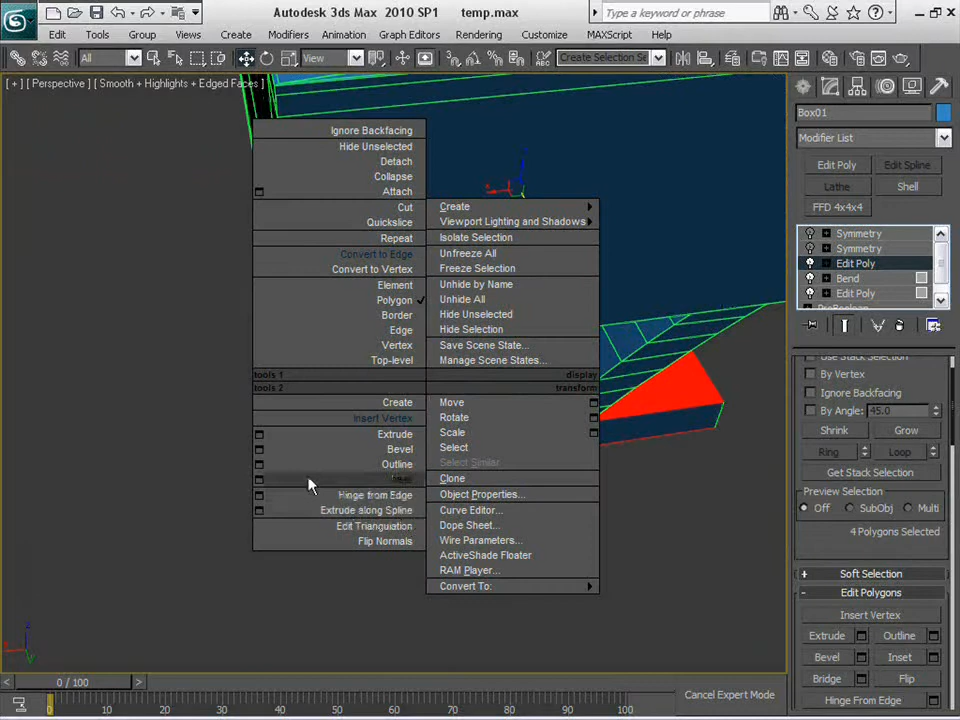 Autodesk 3ds Max 2010 SP1 temp.max
Type a keyword or phrase
Edit Tools Group Views Create Modifiers Animation Graph Editors Rendering Customize MAXScript Help
All
View
Create Selection Se
[ + ] [ Perspective ] [ Smooth + Highlights + Edged Faces ]
Ignore Backfacing
Hide Unselected
Detach
Collapse
Attach
Cut
Quickslice
Repeat
Convert to Edge
Convert to Vertex
Element
Polygon
Border
Edge
Vertex
Top-level
tools 1
tools 2
Create
Insert Vertex
Extrude
Bevel
Outline
Hinge from Edge
Extrude along Spline
Edit Triangulation
Flip Normals
Create
Viewport Lighting and Shadows
Isolate Selection
Unfreeze All
Freeze Selection
Unhide by Name
Unhide All
Hide Unselected
Hide Selection
Save Scene State...
Manage Scene States...
display
transform
Move
Rotate
Scale
Select
Select Similar
Clone
Object Properties...
Curve Editor...
Dope Sheet...
Wire Parameters...
ActiveShade Floater
RAM Player...
Convert To:
Box01
Modifier List
Edit Poly Edit Spline
Lathe Shell
FFD 4x4x4
Symmetry
Symmetry
Edit Poly
Bend
Edit Poly
ProBoolean
Use Stack Selection
By Vertex
Ignore Backfacing
By Angle: 45.0
Shrink Grow
Ring Loop
Get Stack Selection
Preview Selection
Off SubObj Multi
4 Polygons Selected
+ Soft Selection
- Edit Polygons
Insert Vertex
Extrude Outline
Bevel Inset
Bridge Flip
Hinge From Edge
z
x
y
< 0 / 100 >
0 10 20 30 40 50 60 70 80 90 100
Cancel Expert Mode